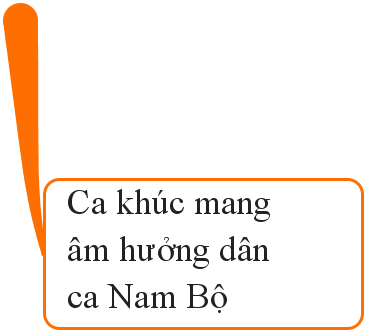 Ca khúc mang
âm hưởng dân
ca Nam Bộ